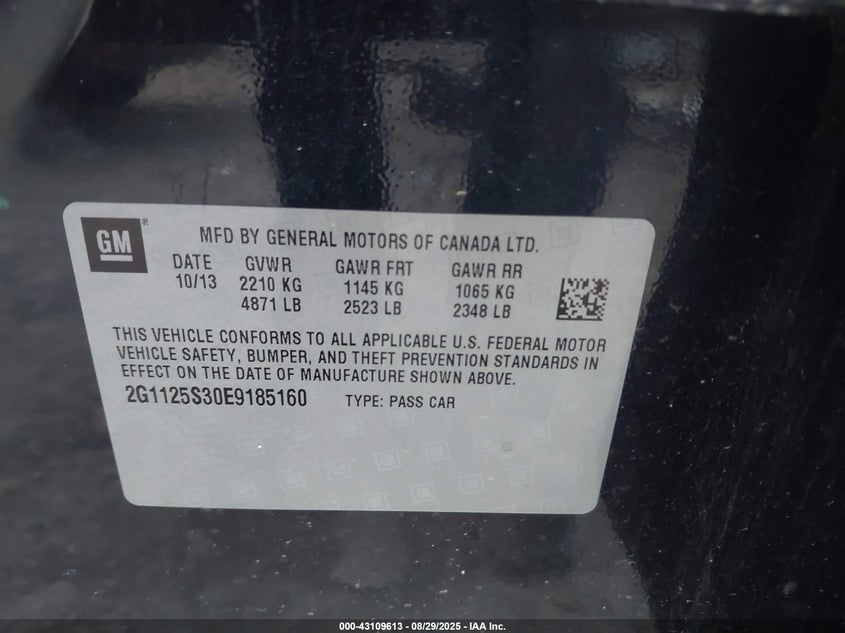 GM®
MFD BY GENERAL MOTORS OF CANADA LTD.
DATE GVWR GAWR FRT GAWR RR
10/13 2210 KG 1145 KG 1065 KG
4871 LB 2523 LB 2348 LB
THIS VEHICLE CONFORMS TO ALL APPLICABLE U.S. FEDERAL MOTOR
VEHICLE SAFETY, BUMPER, AND THEFT PREVENTION STANDARDS IN
EFFECT ON THE DATE OF MANUFACTURE SHOWN ABOVE.
2G1125S30E9185160 TYPE: PASS CAR
000-43109613 - 08/29/2025 - IAA Inc.